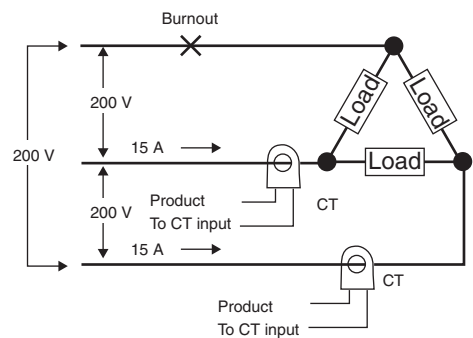 Burnout
200 V
Load
Load
200 V
15 A
Load
Product
To CT input
CT
200 V
15 A
Product
To CT input
CT